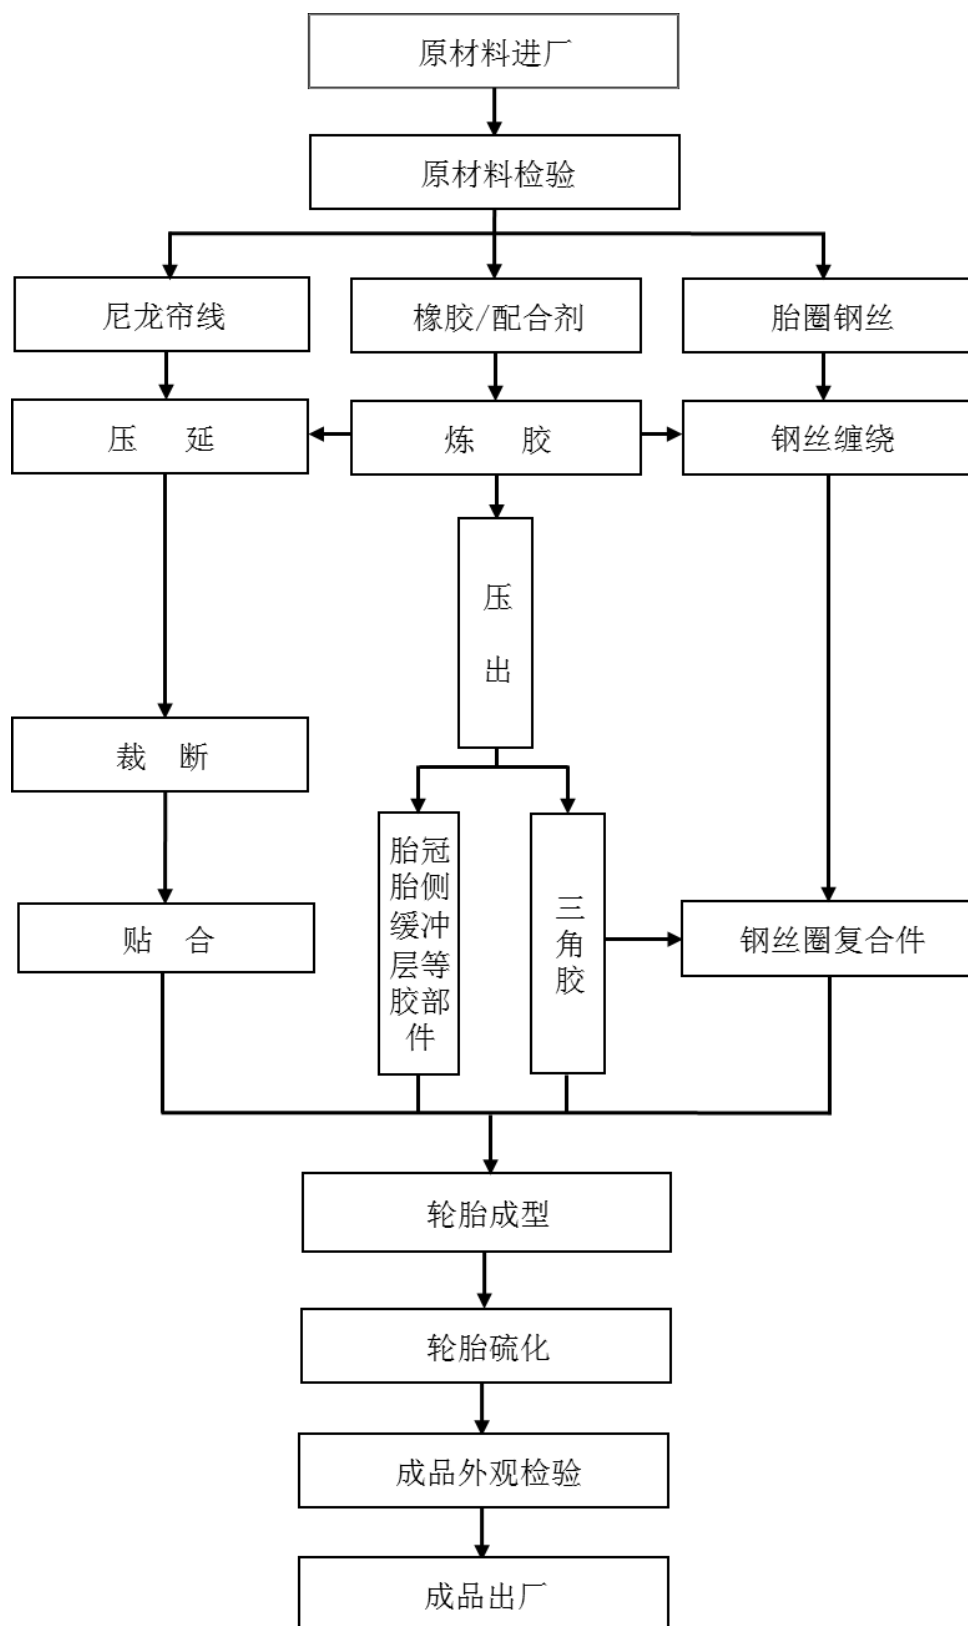 原材料进厂
原材料检验
尼龙帘线
橡胶/配合剂
胎圈钢丝
压 延
炼 胶
钢丝缠绕
压
出
裁 断
胎冠
胎侧
缓冲
层等
胶部
件
三
角
胶
贴 合
钢丝圈复合件
轮胎成型
轮胎硫化
成品外观检验
成品出厂